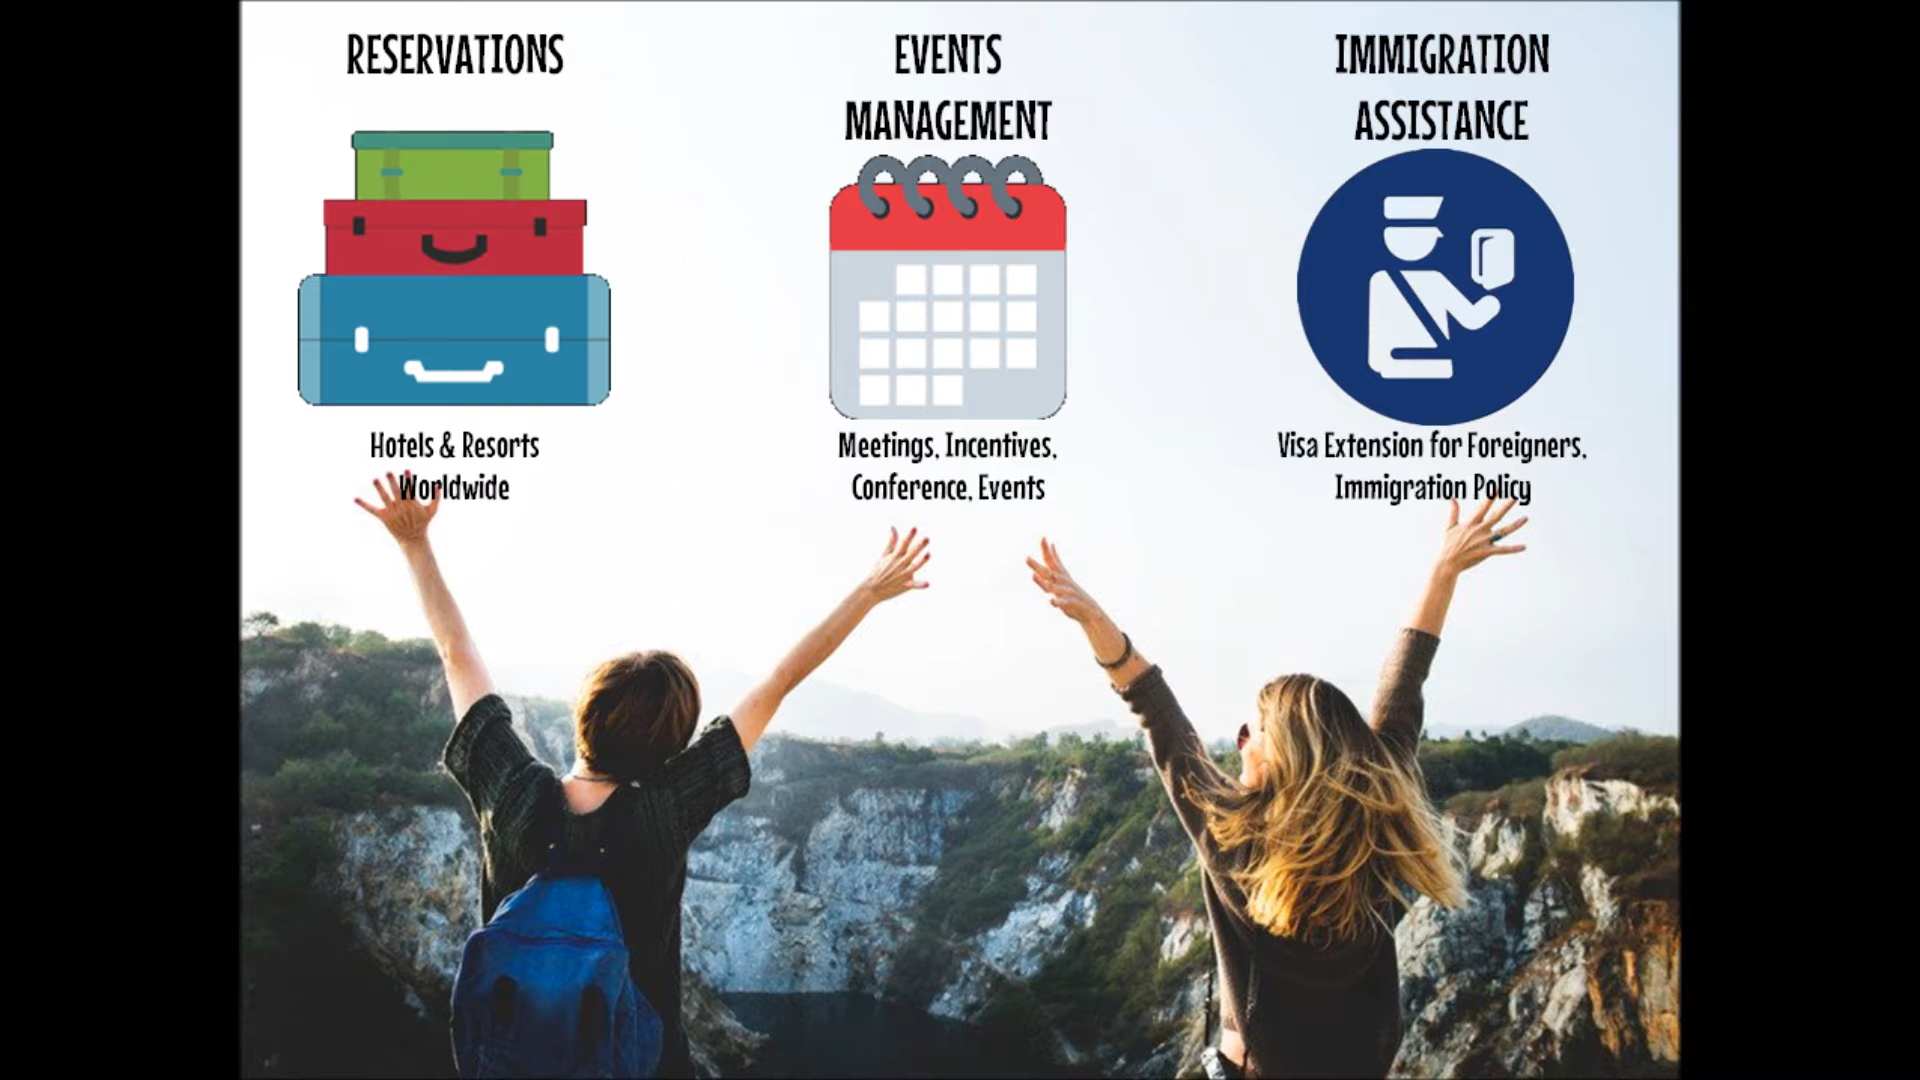 RESERVATIONS
Hotels & Resorts
Worldwide
EVENTS
MANAGEMENT
Meetings, Incentives,
Conference, Events
IMMIGRATION
ASSISTANCE
Visa Extension for Foreigners,
Immigration Policy